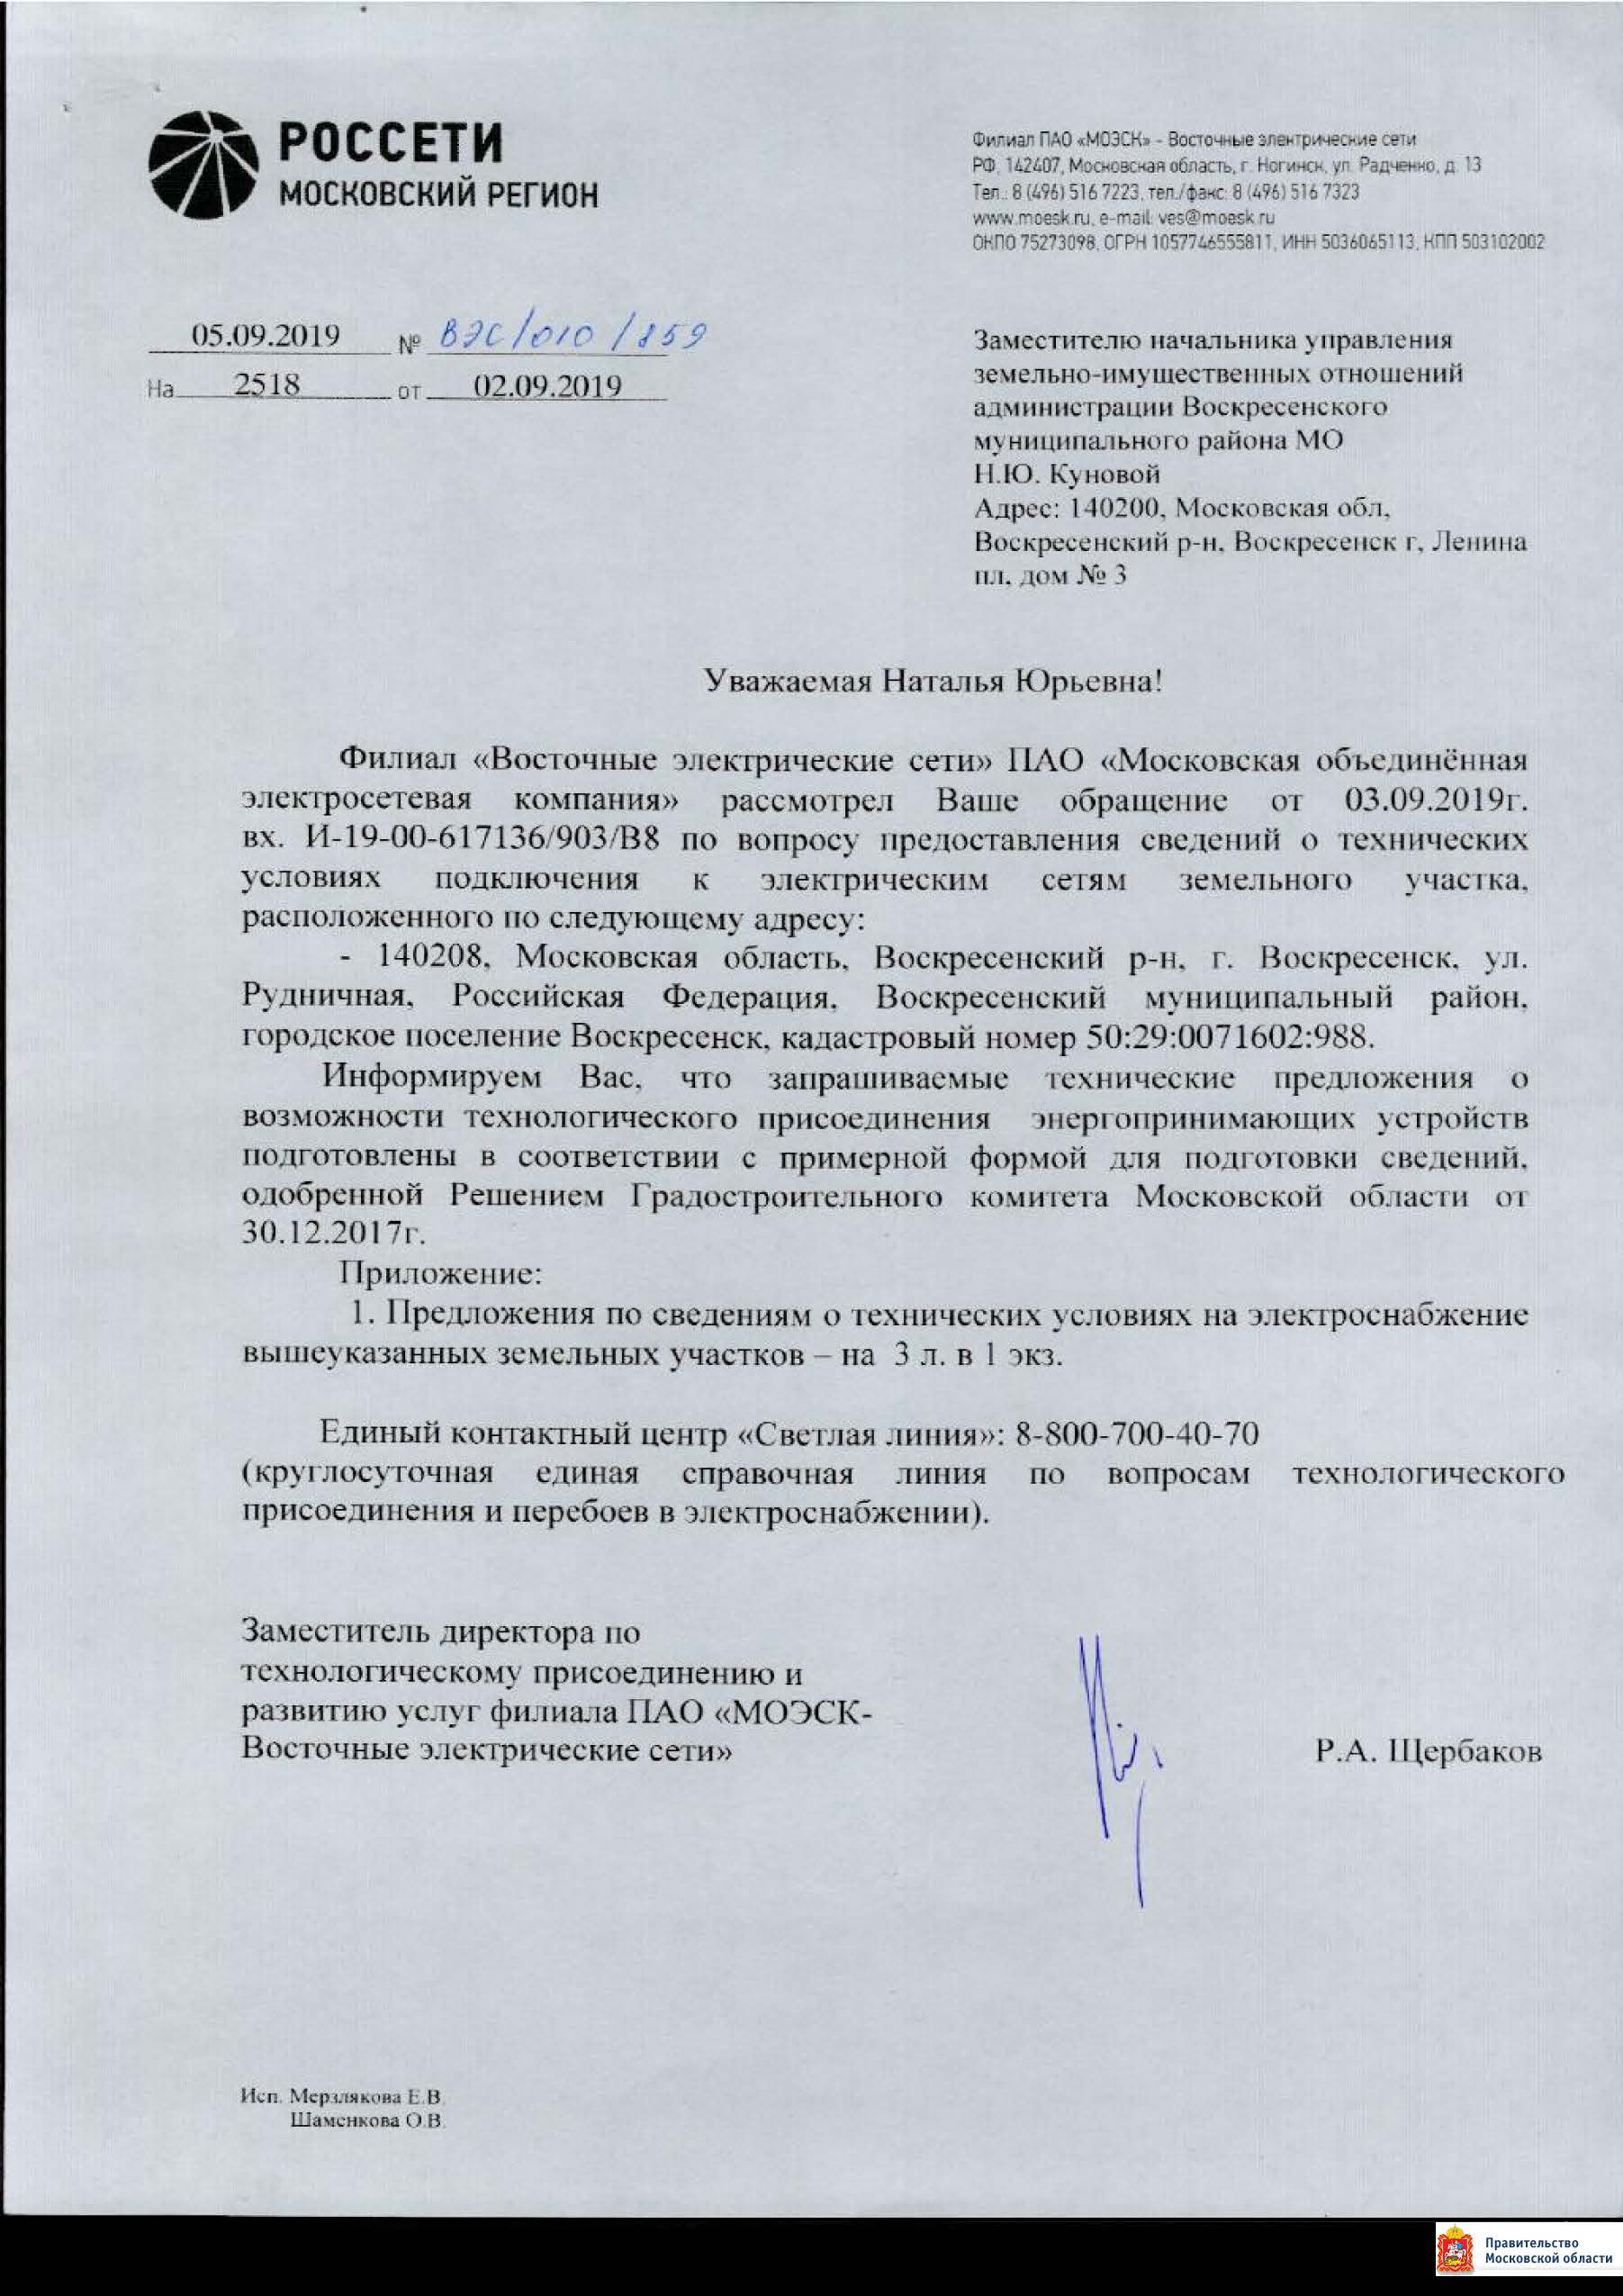 РОССЕТИ
МОСКОВСКИЙ РЕГИОН
Филиал ПАО «МОЭСК» - Восточные электрические сети
РФ, 142407, Московская область, г. Ногинск, ул. Радченко, д. 13
Тел.: 8 (496) 516 7223, тел./факс: 8 (496) 516 7323
www.moesk.ru, e-mail: ves@moesk.ru
ОКПО 75273098, ОГРН 1057746555811, ИНН 5036065113, КПП 503102002
05.09.2019 № ВЭС/010/859
На 2518 от 02.09.2019
Заместителю начальника управления
земельно-имущественных отношений
администрации Воскресенского
муниципального района МО
Н.Ю. Куновой
Адрес: 140200, Московская обл,
Воскресенский р-н, Воскресенск г, Ленина
пл, дом № 3
Уважаемая Наталья Юрьевна!
Филиал «Восточные электрические сети» ПАО «Московская объединённая
электросетевая компания» рассмотрел Ваше обращение от 03.09.2019г.
вх. И-19-00-617136/903/В8 по вопросу предоставления сведений о технических
условиях подключения к электрическим сетям земельного участка,
расположенного по следующему адресу:
- 140208, Московская область, Воскресенский р-н, г. Воскресенск, ул.
Рудничная, Российская Федерация, Воскресенский муниципальный район,
городское поселение Воскресенск, кадастровый номер 50:29:0071602:988.
Информируем Вас, что запрашиваемые технические предложения о
возможности технологического присоединения энергопринимающих устройств
подготовлены в соответствии с примерной формой для подготовки сведений,
одобренной Решением Градостроительного комитета Московской области от
30.12.2017г.
Приложение:
1. Предложения по сведениям о технических условиях на электроснабжение
вышеуказанных земельных участков – на 3 л. в 1 экз.
Единый контактный центр «Светлая линия»: 8-800-700-40-70
(круглосуточная единая справочная линия по вопросам технологического
присоединения и перебоев в электроснабжении).
Заместитель директора по
технологическому присоединению и
развитию услуг филиала ПАО «МОЭСК-
Восточные электрические сети»
Р.А. Щербаков
Исп. Мерзлякова Е.В.
Шаменкова О.В.
Правительство
Московской области